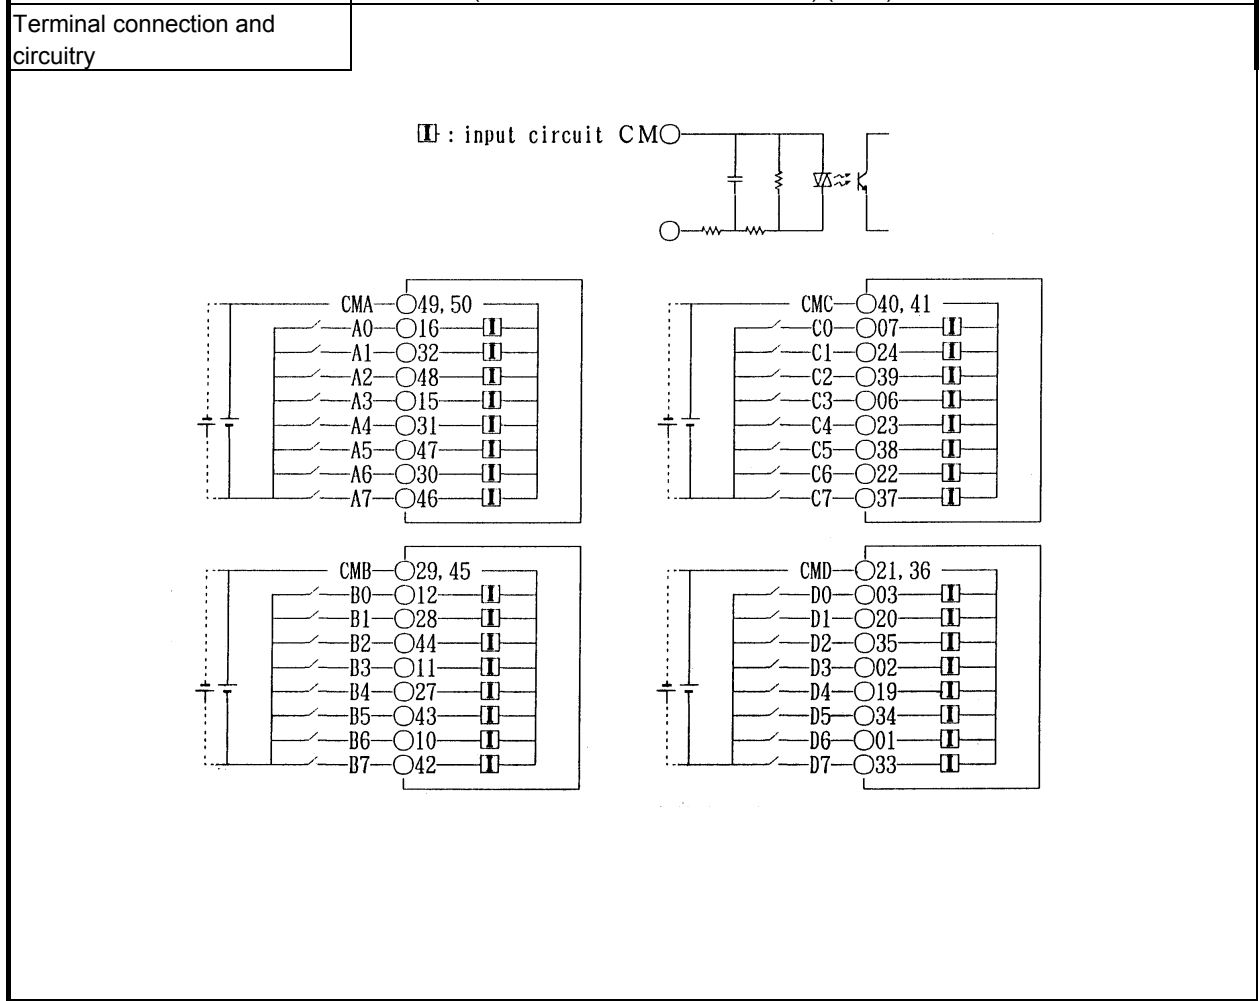 Terminal connection and
circuitry
I : input circuit CM
CMA 49, 50
A0 16 I
A1 32 I
A2 48 I
A3 15 I
A4 31 I
A5 47 I
A6 30 I
A7 46 I
CMC 40, 41
C0 07 I
C1 24 I
C2 39 I
C3 06 I
C4 23 I
C5 38 I
C6 22 I
C7 37 I
CMB 29, 45
B0 12 I
B1 28 I
B2 44 I
B3 11 I
B4 27 I
B5 43 I
B6 10 I
B7 42 I
CMD 21, 36
D0 03 I
D1 20 I
D2 35 I
D3 02 I
D4 19 I
D5 34 I
D6 01 I
D7 33 I